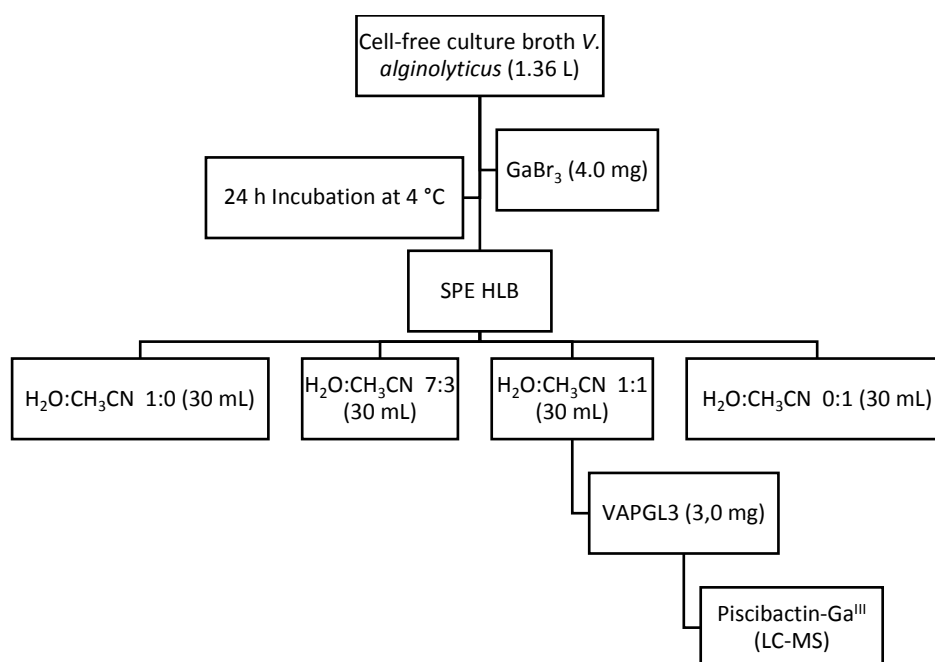 Cell-free culture broth V.
alginolyticus (1.36 L)
GaBr₃ (4.0 mg)
24 h Incubation at 4 °C
SPE HLB
H₂O:CH₃CN 1:0 (30 mL)
H₂O:CH₃CN 7:3
(30 mL)
H₂O:CH₃CN 1:1
(30 mL)
H₂O:CH₃CN 0:1 (30 mL)
VAPGL3 (3,0 mg)
Piscibactin-Gaᴵᴵᴵ
(LC-MS)